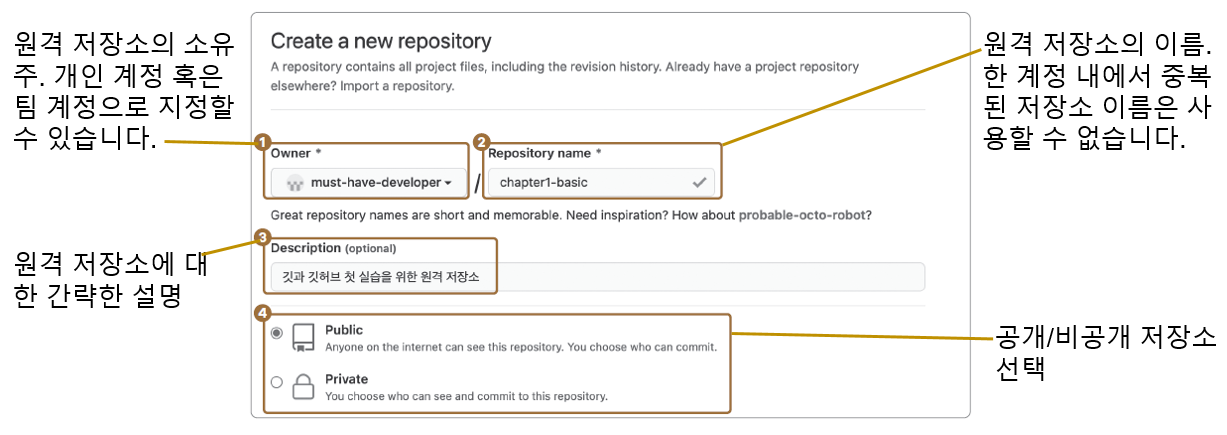 원격 저장소의 소유
주. 개인 계정 혹은
팀 계정으로 지정할
수 있습니다.
Create a new repository
A repository contains all project files, including the revision history. Already have a project repository
elsewhere? Import a repository.
원격 저장소의 이름.
한 계정 내에서 중복
된 저장소 이름은 사
용할 수 없습니다.
1
Owner *
2
Repository name *
must-have-developer / chapter1-basic
Great repository names are short and memorable. Need inspiration? How about probable-octo-robot?
3
Description (optional)
깃과 깃허브 첫 실습을 위한 원격 저장소
원격 저장소에 대
한 간략한 설명
4
Public
Anyone on the internet can see this repository. You choose who can commit.
Private
You choose who can see and commit to this repository.
공개/비공개 저장소
선택